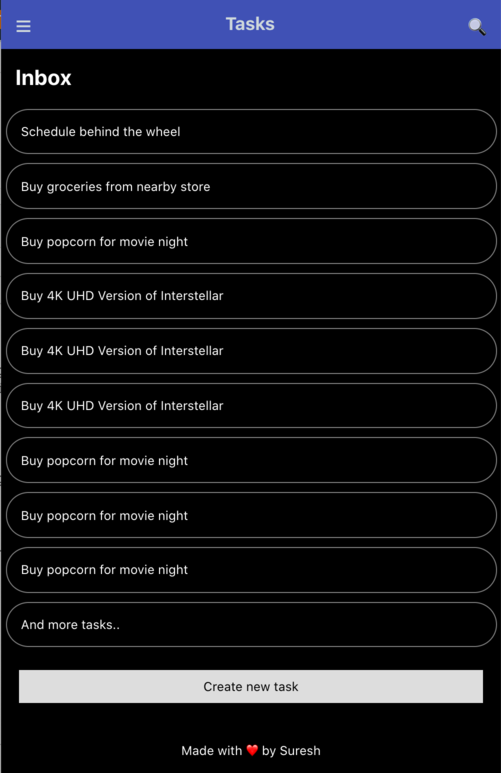 Tasks
Inbox
Schedule behind the wheel
Buy groceries from nearby store
Buy popcorn for movie night
Buy 4K UHD Version of Interstellar
Buy 4K UHD Version of Interstellar
Buy 4K UHD Version of Interstellar
Buy popcorn for movie night
Buy popcorn for movie night
Buy popcorn for movie night
And more tasks..
Create new task
Made with ❤️ by Suresh